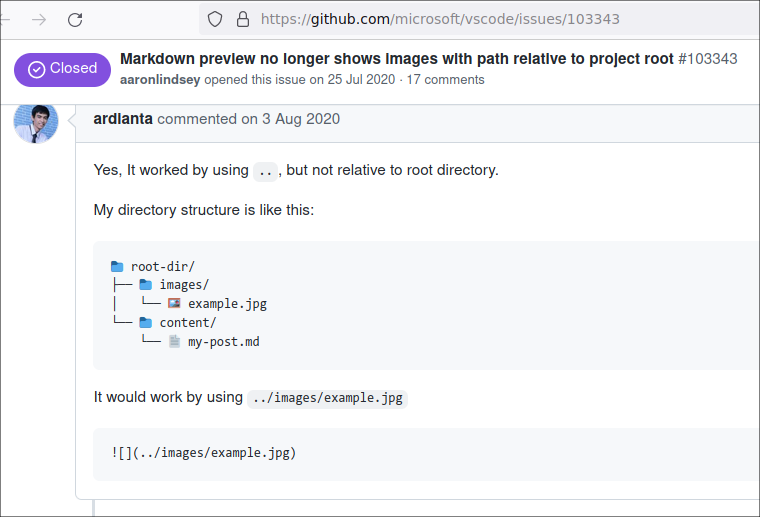 https://github.com/microsoft/vscode/issues/103343
Closed
Markdown preview no longer shows images with path relative to project root #103343
aaronlindsey opened this issue on 25 Jul 2020 · 17 comments
ardianta commented on 3 Aug 2020
Yes, It worked by using .. , but not relative to root directory.
My directory structure is like this:
root-dir/
├── images/
│   └── example.jpg
└── content/
    └── my-post.md
It would work by using ../images/example.jpg
![](../images/example.jpg)